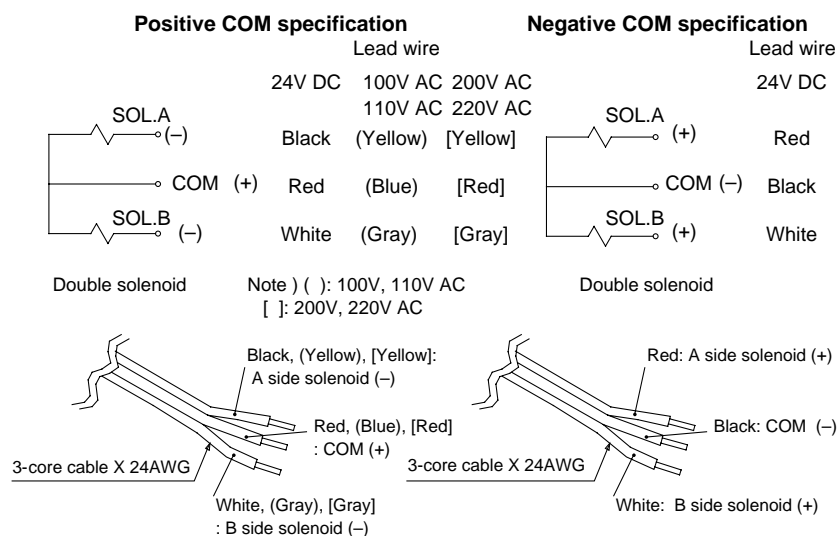 Positive COM specification
Lead wire
24V DC 100V AC 200V AC
110V AC 220V AC
SOL.A (–) Black (Yellow) [Yellow]
COM (+) Red (Blue) [Red]
SOL.B (–) White (Gray) [Gray]
Double solenoid
Note ) ( ): 100V, 110V AC
[ ]: 200V, 220V AC
Negative COM specification
Lead wire
24V DC
SOL.A (+) Red
COM (–) Black
SOL.B (+) White
Double solenoid
Black, (Yellow), [Yellow]:
A side solenoid (–)
Red, (Blue), [Red]
: COM (+)
3-core cable X 24AWG
White, (Gray), [Gray]
: B side solenoid (–)
Red: A side solenoid (+)
Black: COM (–)
3-core cable X 24AWG
White: B side solenoid (+)